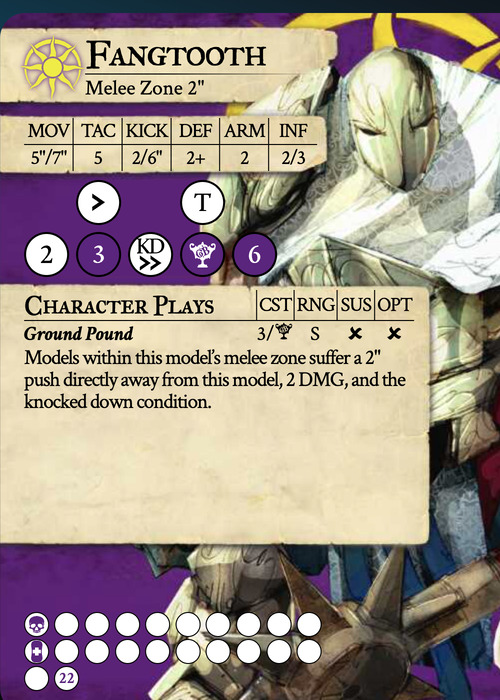 FANGTOOTH
Melee Zone 2"
MOV TAC KICK DEF ARM INF
5"/7" 5 2/6" 2+ 2 2/3
> T
2 3 KD >> GB 6
CHARACTER PLAYS CST RNG SUS OPT
Ground Pound 3/ S ✘ ✘
Models within this model's melee zone suffer a 2"
push directly away from this model, 2 DMG, and the
knocked down condition.
22